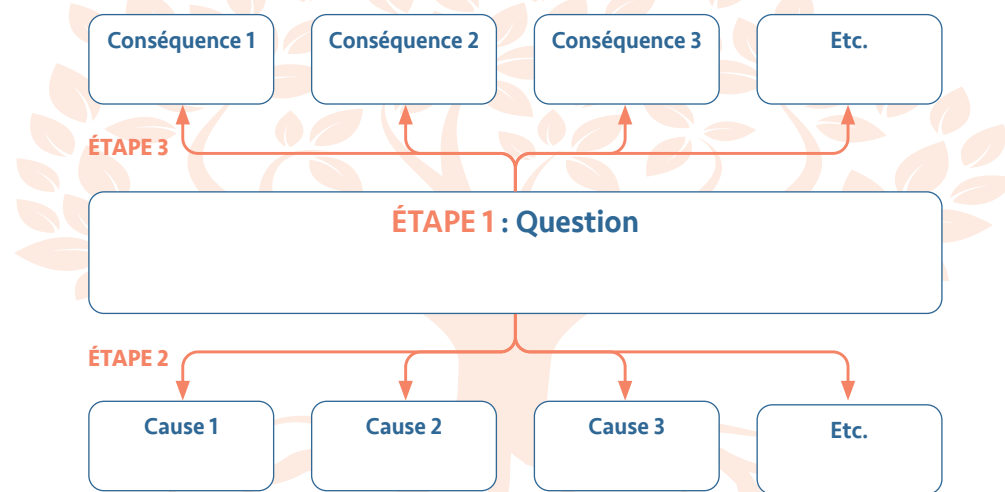 Conséquence 1 Conséquence 2 Conséquence 3 Etc.
ÉTAPE 3
ÉTAPE 1 : Question
ÉTAPE 2
Cause 1 Cause 2 Cause 3 Etc.